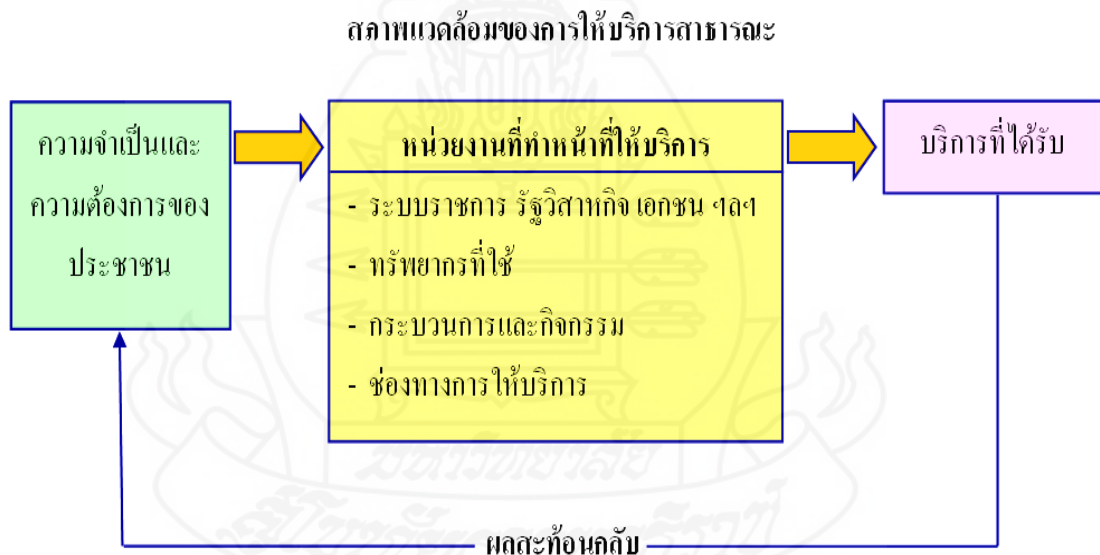 สภาพแวดล้อมของการให้บริการสาธารณะ
ความจำเป็นและ
ความต้องการของ
ประชาชน
หน่วยงานที่ทำหน้าที่ให้บริการ
- ระบบราชการ รัฐวิสาหกิจ เอกชน ฯลฯ
- ทรัพยากรที่ใช้
- กระบวนการและกิจกรรม
- ช่องทางการให้บริการ
บริการที่ได้รับ
มหาวิทยาลัย
ผลสะท้อนกลับ